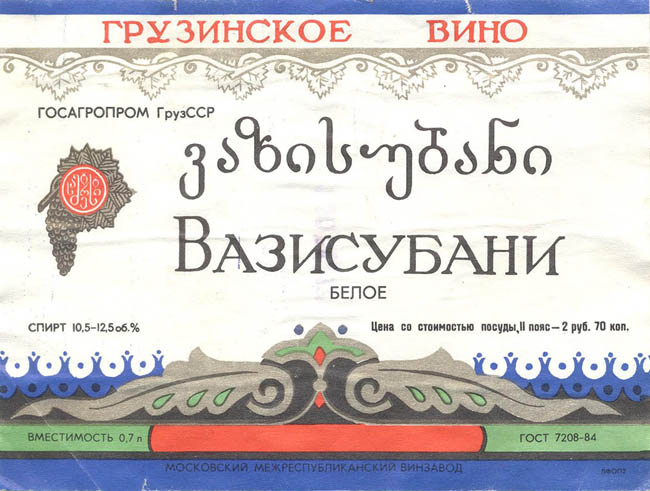 ГРУЗИНСКОЕ ВИНО
ГОСАГРОПРОМ ГрузССР
ვაზისუბანი
ВАЗИСУБАНИ
БЕЛОЕ
СПИРТ 10,5–12,5 об.%
Цена со стоимостью посуды, II пояс — 2 руб. 70 коп.
ВМЕСТИМОСТЬ 0,7 л
ГОСТ 7208-84
МОСКОВСКИЙ МЕЖРЕСПУБЛИКАНСКИЙ ВИНЗАВОД